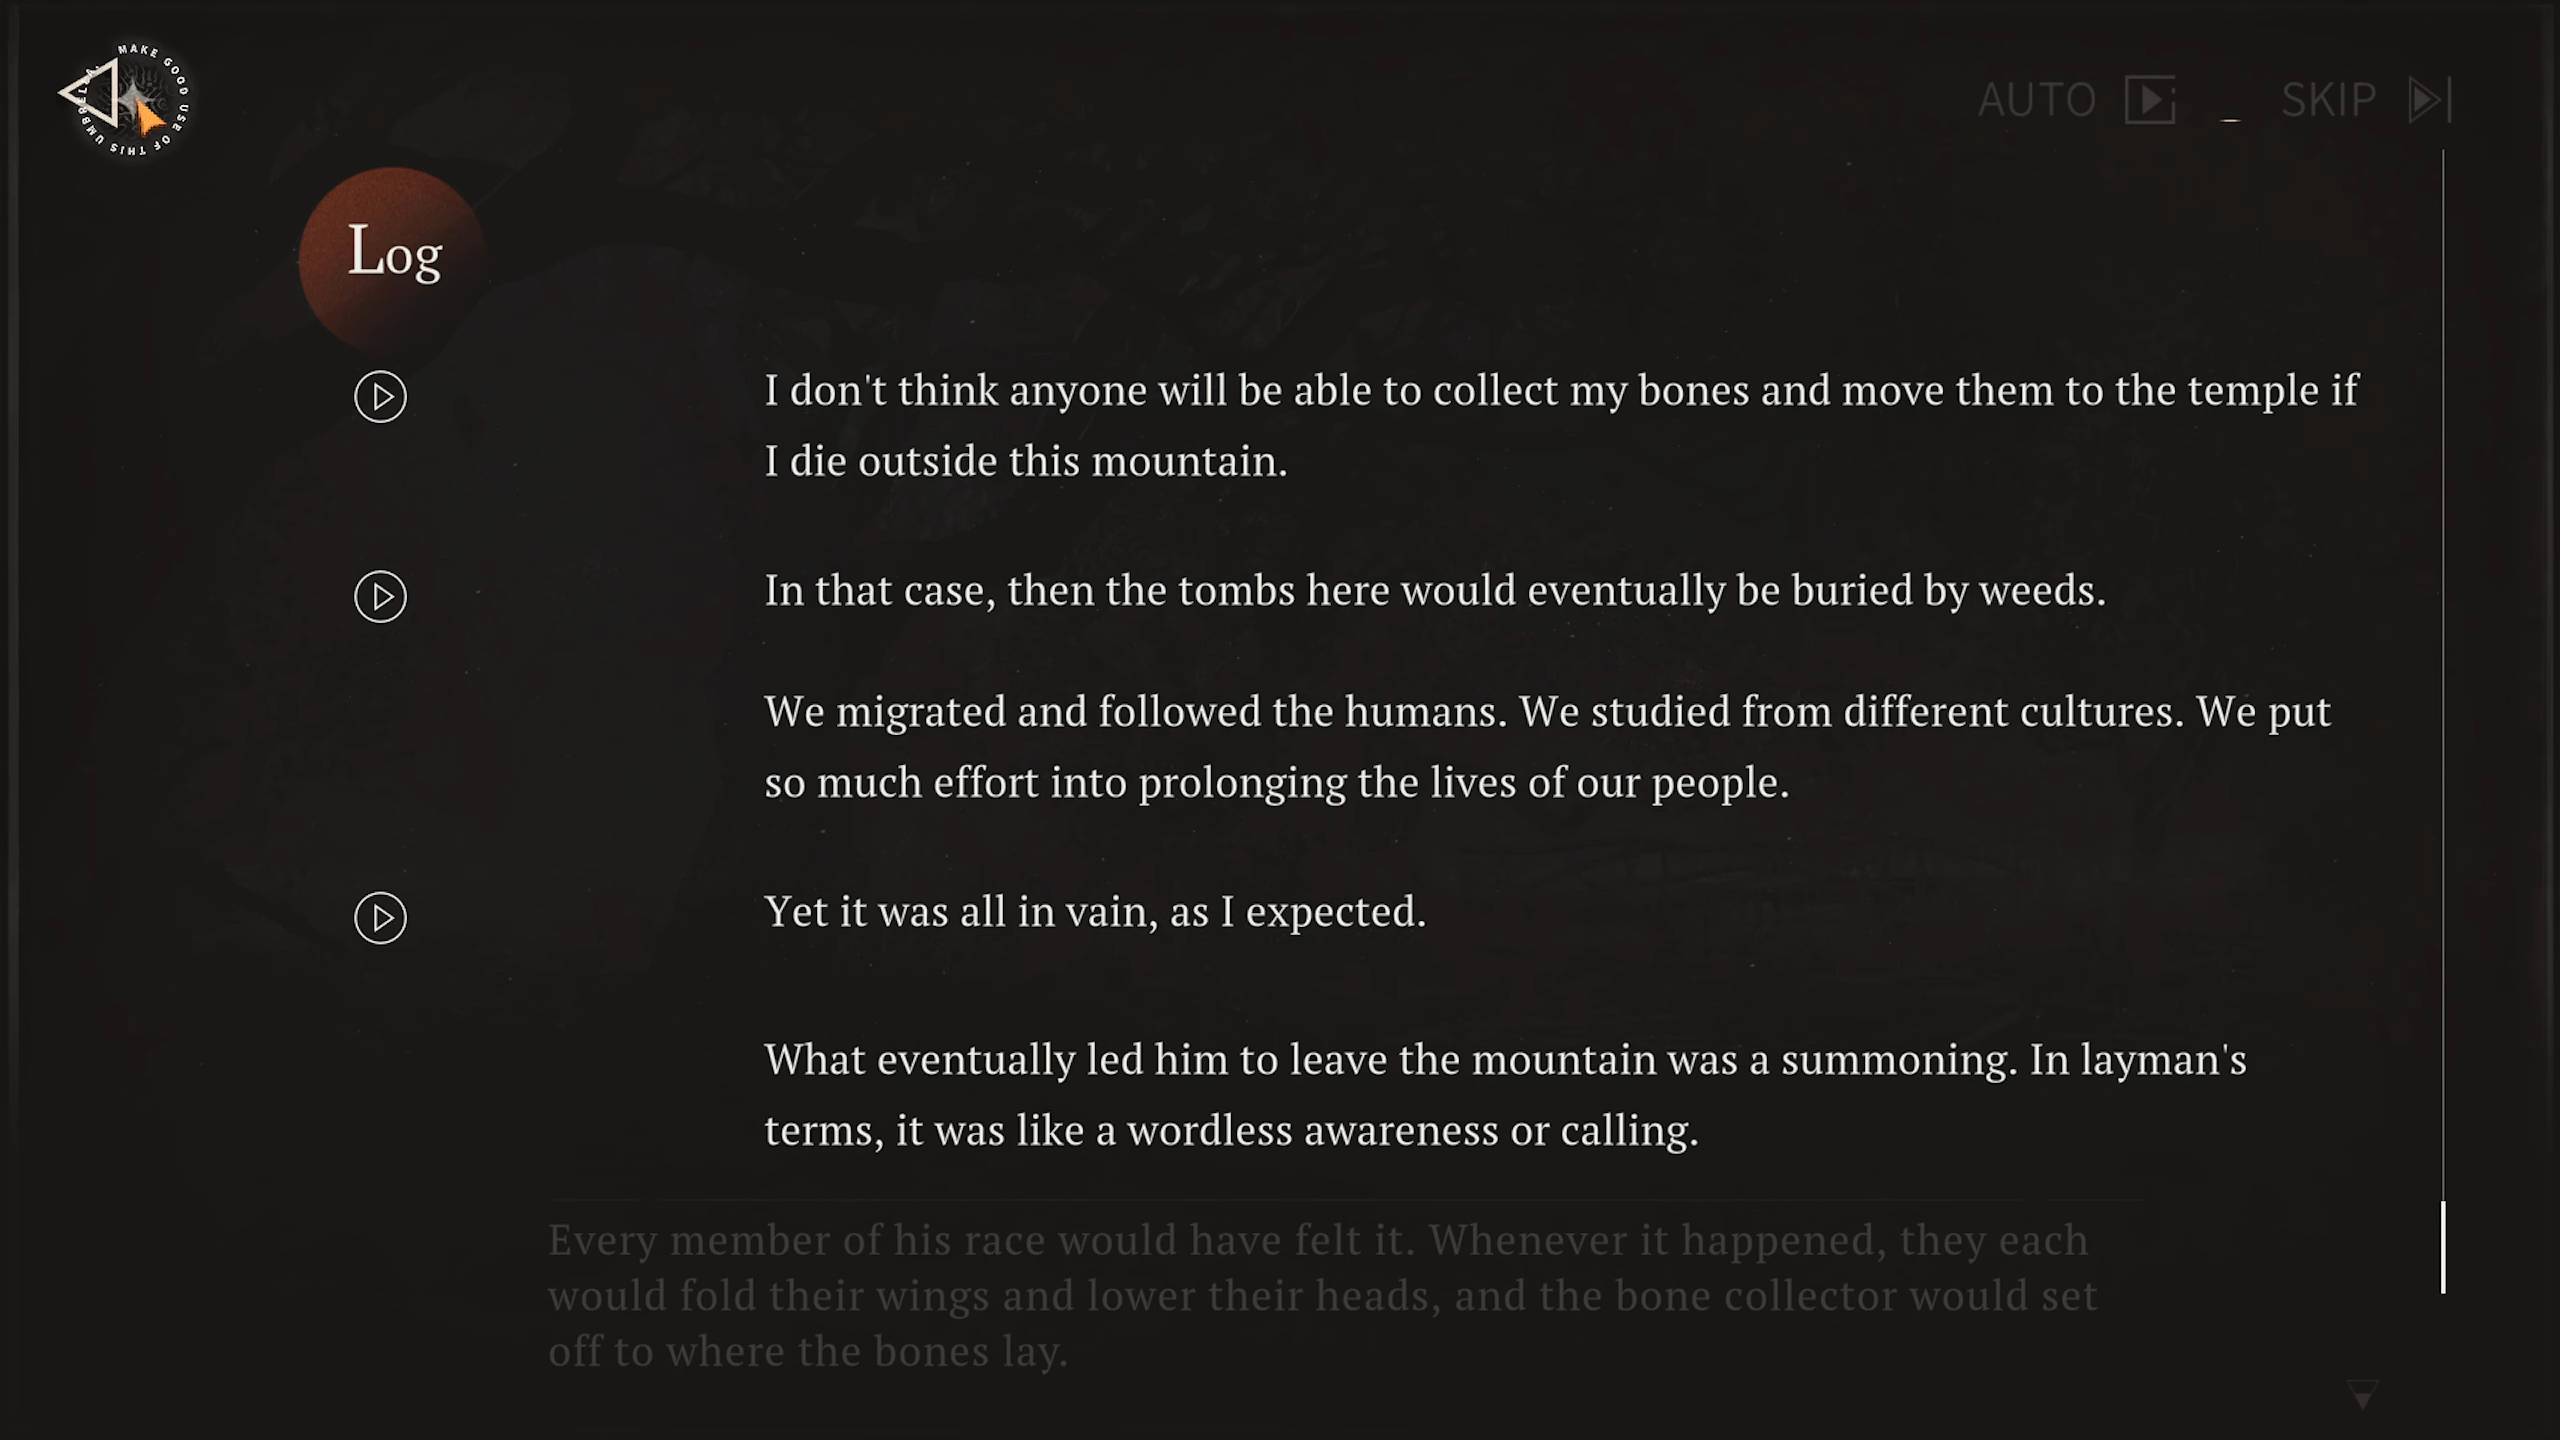 MAKE GOOD USE OF THIS UMBRELLA.
AUTO
SKIP
Log
I don't think anyone will be able to collect my bones and move them to the temple if
I die outside this mountain.
In that case, then the tombs here would eventually be buried by weeds.
We migrated and followed the humans. We studied from different cultures. We put
so much effort into prolonging the lives of our people.
Yet it was all in vain, as I expected.
What eventually led him to leave the mountain was a summoning. In layman's
terms, it was like a wordless awareness or calling.
Every member of his race would have felt it. Whenever it happened, they each
would fold their wings and lower their heads, and the bone collector would set
off to where the bones lay.